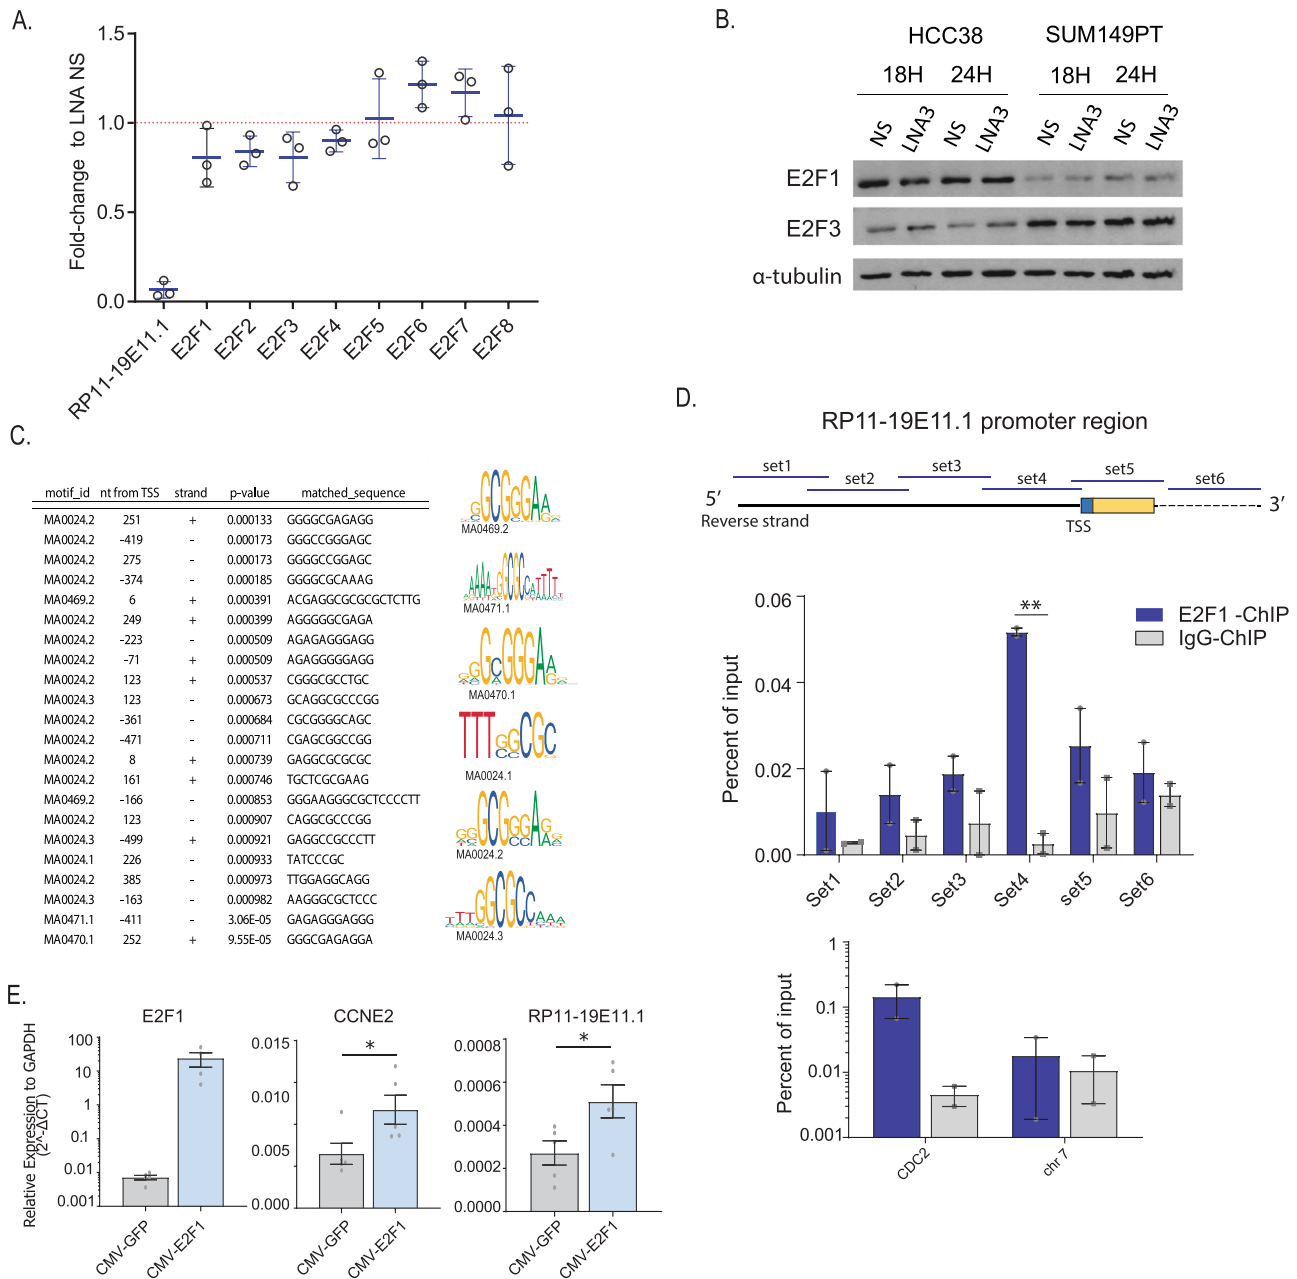 A.
Fold-change to LNA NS
1.5
1.0
0.5
0.0
RP11-19E11.1
E2F1
E2F2
E2F3
E2F4
E2F5
E2F6
E2F7
E2F8
B.
HCC38 SUM149PT
18H 24H 18H 24H
NS LNA3 NS LNA3 NS LNA3 NS LNA3
E2F1
E2F3
α-tubulin
C.
motif_id nt from TSS strand p-value matched_sequence
MA0024.2 251 + 0.000133 GGGGCGAGAGG
MA0024.2 -419 - 0.000173 GGGCCGGGAGC
MA0024.2 275 - 0.000173 GGGGCCGGAGC
MA0024.2 -374 - 0.000185 GGGGCGCAAAG
MA0469.2 6 + 0.000391 ACGAGGCGCGCGCTCTTG
MA0024.2 249 + 0.000399 AGGGGGCGAGA
MA0024.2 -223 - 0.000509 AGAGAGGGAGG
MA0024.2 -71 + 0.000509 AGAGGGGGAGG
MA0024.2 123 + 0.000537 CGGGCGCCTGC
MA0024.3 123 - 0.000673 GCAGGCGCCCGG
MA0024.2 -361 - 0.000684 CGCGGGGCAGC
MA0024.2 -471 - 0.000711 CGAGCGGCCGG
MA0024.2 8 + 0.000739 GAGGCGCGCGC
MA0024.2 161 + 0.000746 TGCTCGCGAAG
MA0469.2 -166 - 0.000853 GGGAAGGGCGCTCCCCTT
MA0024.2 123 - 0.000907 CAGGCGCCCGG
MA0024.3 -499 + 0.000921 GAGGCCGCCCTT
MA0024.1 226 - 0.000933 TATCCCGC
MA0024.2 385 - 0.000973 TTGGAGGCAGG
MA0024.3 -163 - 0.000982 AAGGGCGCTCCC
MA0471.1 -411 - 3.06E-05 GAGAGGGAGGG
MA0470.1 252 + 9.55E-05 GGGCGAGAGGA
MA0469.2
MA0471.1
MA0470.1
MA0024.1
MA0024.2
MA0024.3
D.
RP11-19E11.1 promoter region
set1 set2 set3 set4 set5 set6
5′ 3′
Reverse strand
TSS
Percent of input
0.06
0.04
0.02
0.00
**
E2F1 -ChIP
IgG-ChIP
Set1
Set2
Set3
Set4
set5
Set6
Percent of input
1
0.1
0.01
0.001
CDC2
chr 7
E.
Relative Expression to GAPDH
(2^-ΔCT)
E2F1
100
10
1
0.1
0.01
0.001
CMV-GFP
CMV-E2F1
CCNE2
*
0.015
0.010
0.005
0.000
CMV-GFP
CMV-E2F1
RP11-19E11.1
*
0.0008
0.0006
0.0004
0.0002
0.0000
CMV-GFP
CMV-E2F1